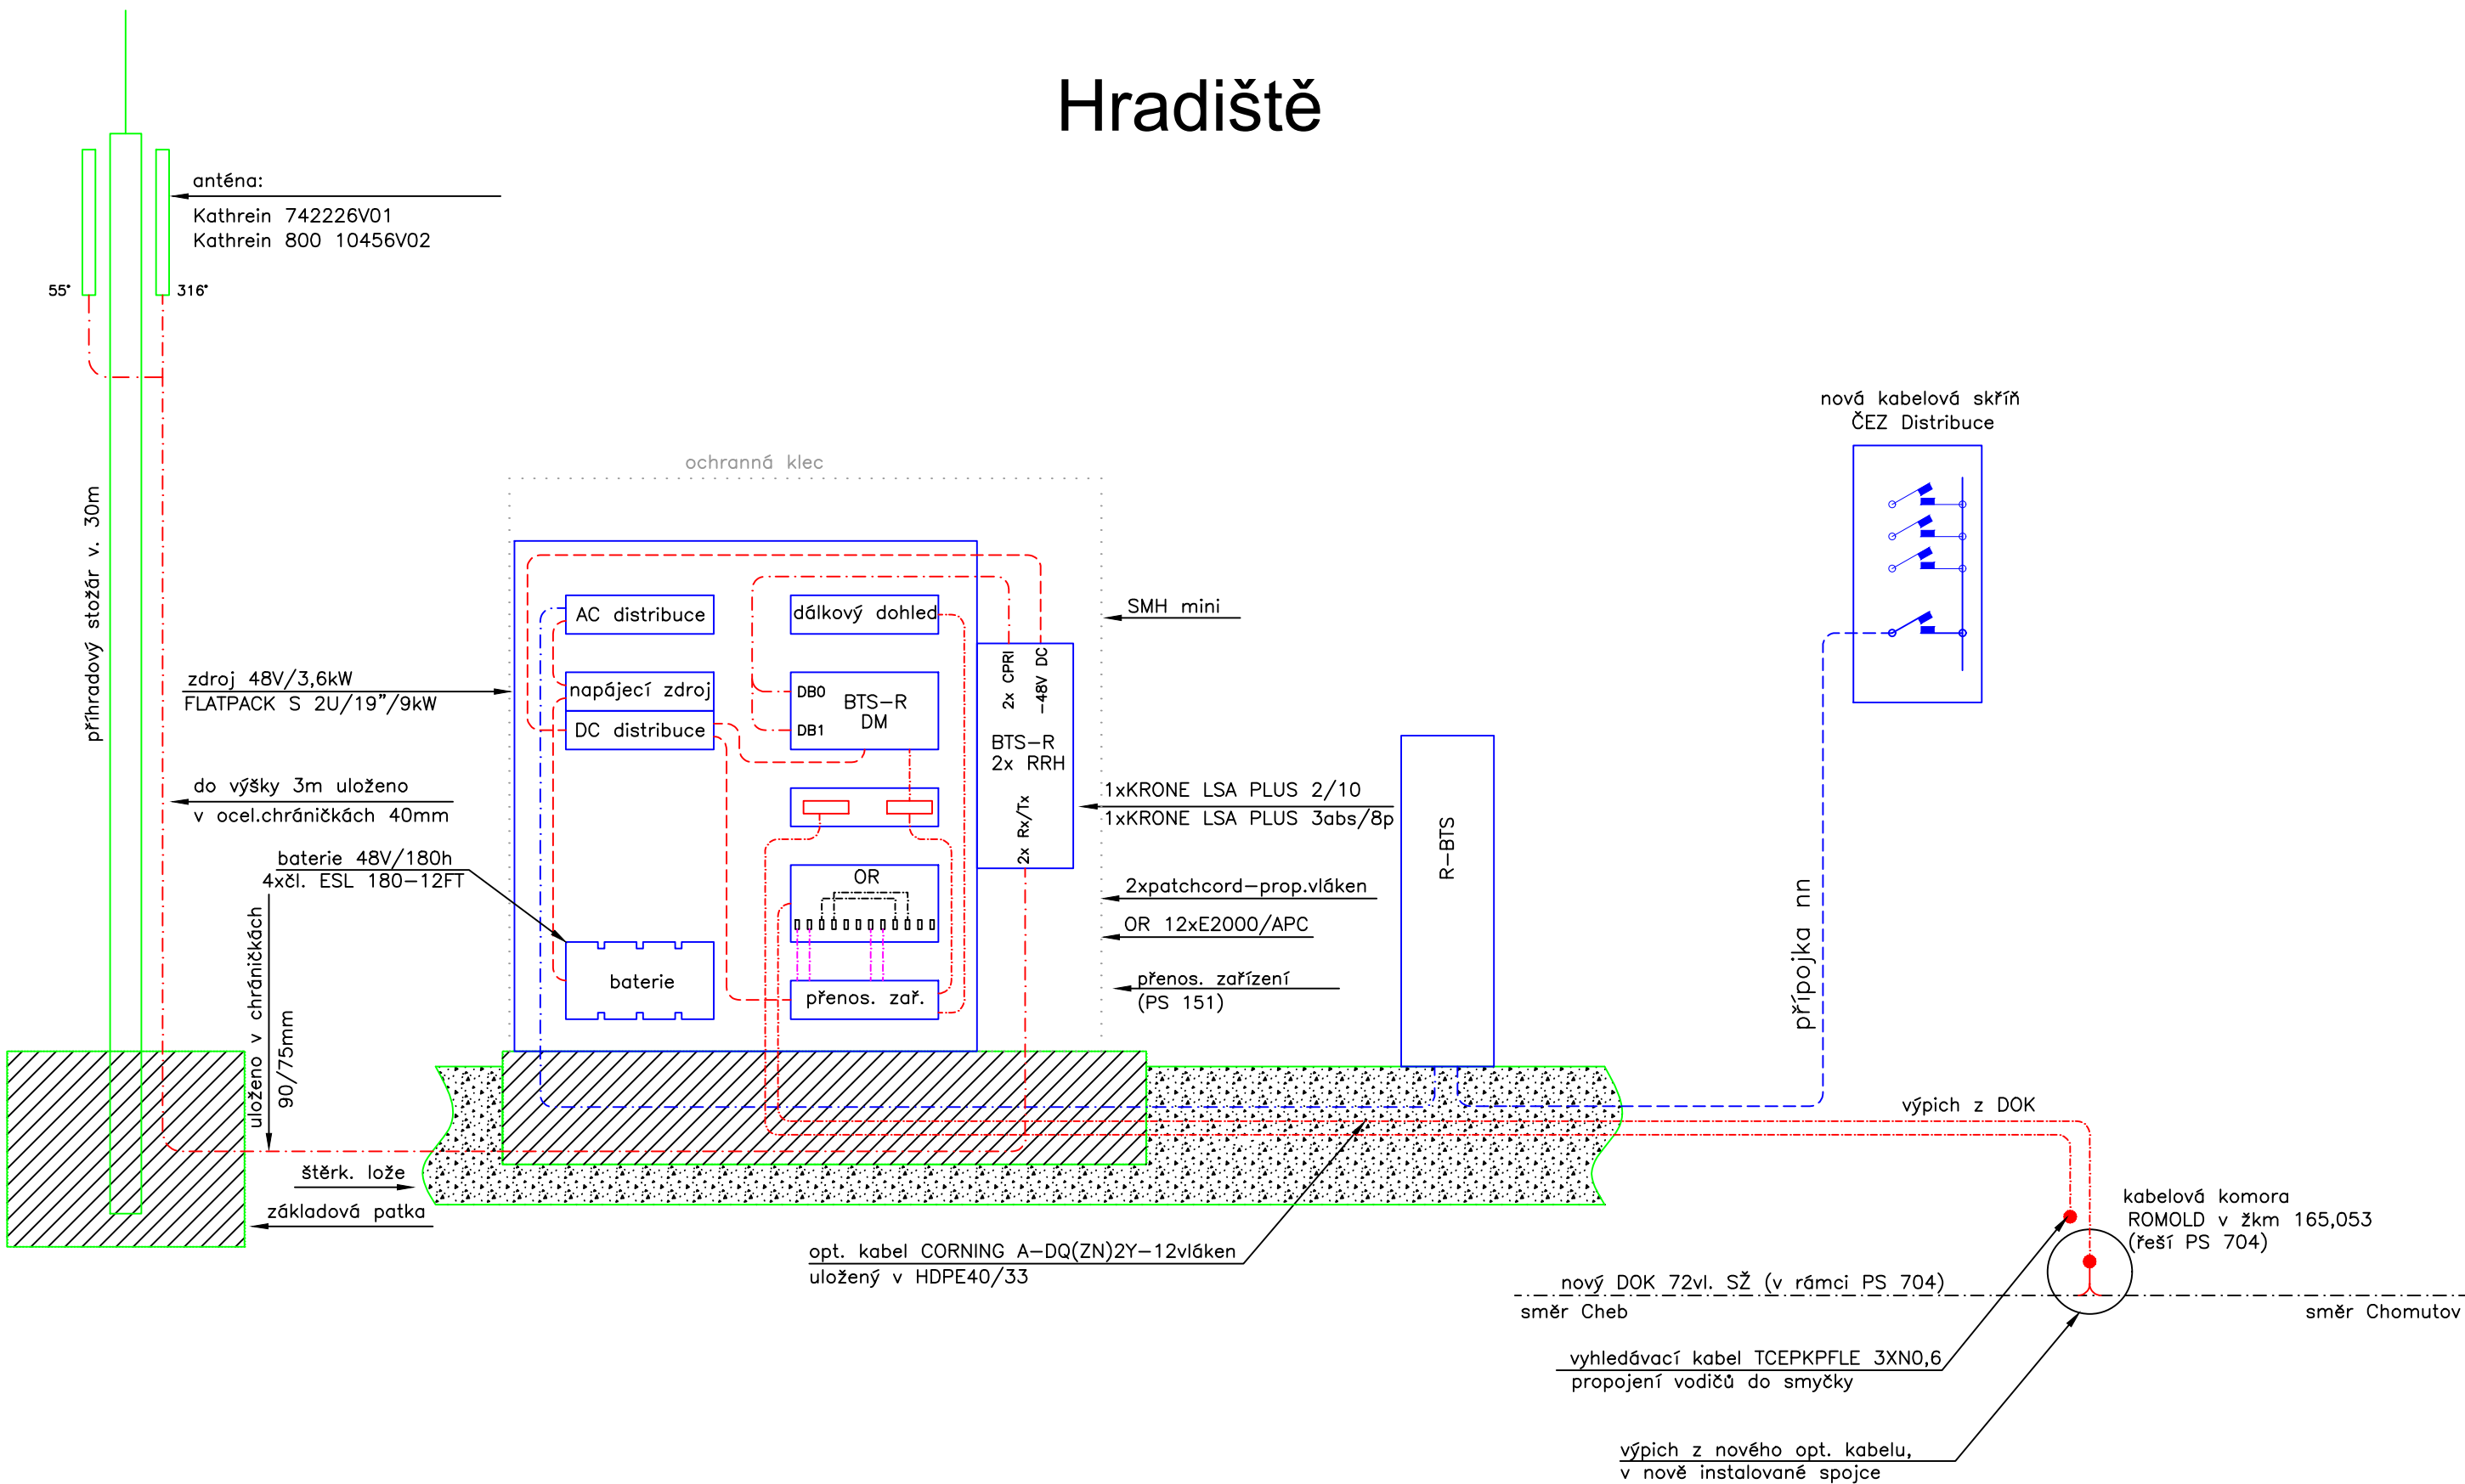 Hradiště
anténa:
Kathrein 742226V01
Kathrein 800 10456V02
55°
316°
příhradový stožár v. 30m
zdroj 48V/3,6kW
FLATPACK S 2U/19"/9kW
do výšky 3m uloženo
v ocel.chráničkách 40mm
baterie 48V/180h
4xčl. ESL 180-12FT
uloženo v chráničkách
90/75mm
štěrk. lože
základová patka
ochranná klec
AC distribuce
napájecí zdroj
DC distribuce
baterie
dálkový dohled
DB0
DB1
BTS-R
DM
OR
přenos. zař.
2x CPRI
-48V DC
BTS-R
2x RRH
2x Rx/Tx
SMH mini
1xKRONE LSA PLUS 2/10
1xKRONE LSA PLUS 3abs/8p
2xpatchcord-prop.vláken
OR 12xE2000/APC
přenos. zařízení
(PS 151)
R-BTS
nová kabelová skříň
ČEZ Distribuce
přípojka nn
výpich z DOK
kabelová komora
ROMOLD v žkm 165,053
(řeší PS 704)
opt. kabel CORNING A-DQ(ZN)2Y-12vláken
uložený v HDPE40/33
nový DOK 72vl. SŽ (v rámci PS 704)
směr Cheb
směr Chomutov
vyhledávací kabel TCEPKPFLE 3XN0,6
propojení vodičů do smyčky
výpich z nového opt. kabelu,
v nově instalované spojce